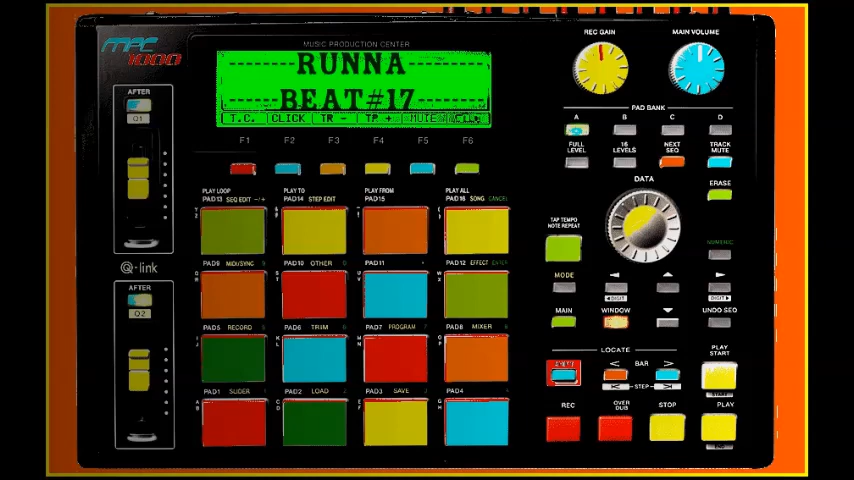 MPC
1000
MUSIC PRODUCTION CENTER
RUNNA
BEAT#17
T.C. CLICK TR - TP + MUTE
F1 F2 F3 F4 F5 F6
AFTER
Q1
Q-link
AFTER
Q2
PLAY LOOP PLAY TO PLAY FROM PLAY ALL
PAD13 SEQ EDIT -/+ PAD14 STEP EDIT PAD15 PAD16 SONG CANCEL
PAD9 MIDI/SYNC PAD10 OTHER PAD11 PAD12 EFFECT ENTER
PAD5 RECORD PAD6 TRIM PAD7 PROGRAM PAD8 MIXER
PAD1 SLIDER PAD2 LOAD PAD3 SAVE PAD4
REC GAIN MAIN VOLUME
PAD BANK
A B C D
FULL LEVEL 16 LEVELS NEXT SEQ TRACK MUTE
DATA
ERASE
TAP TEMPO
NOTE REPEAT
NUMERIC
MODE
DIGIT DIGIT
MAIN WINDOW UNDO SEQ
LOCATE
< BAR >
STEP
PLAY START
REC OVER DUB STOP PLAY